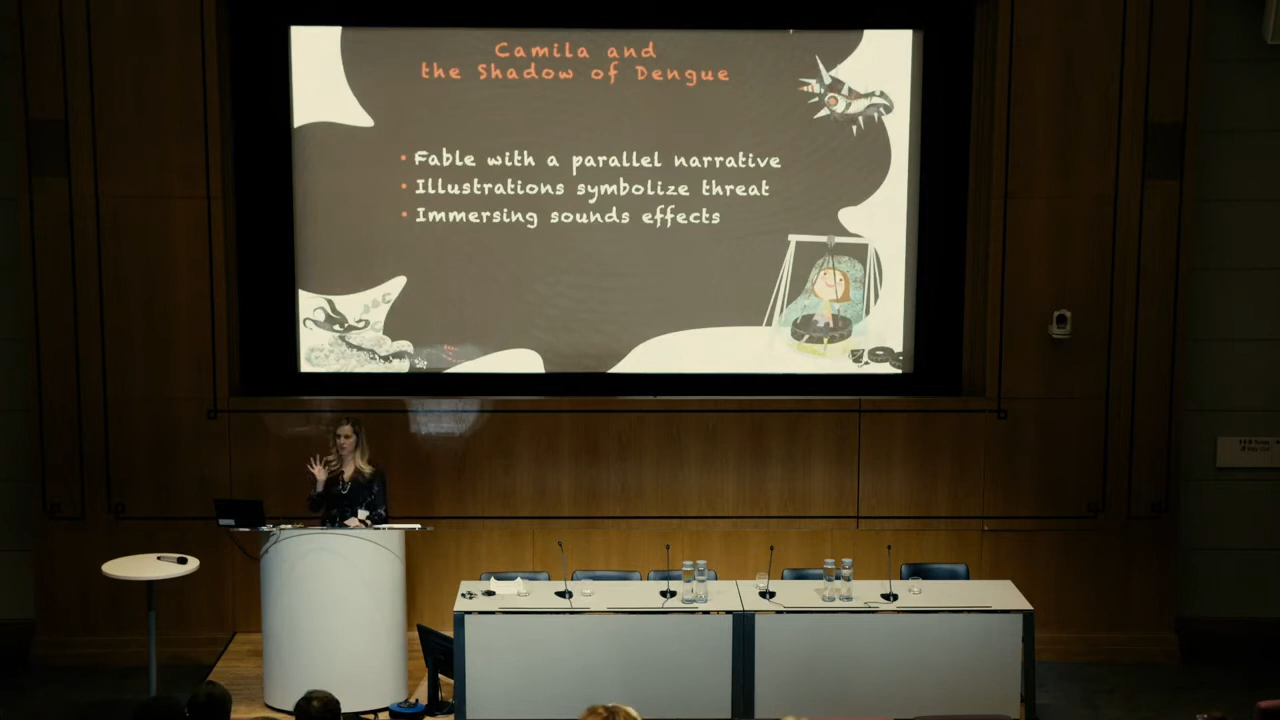 Camila and
the Shadow of Dengue
• Fable with a parallel narrative
• Illustrations symbolize threat
• Immersing sounds effects